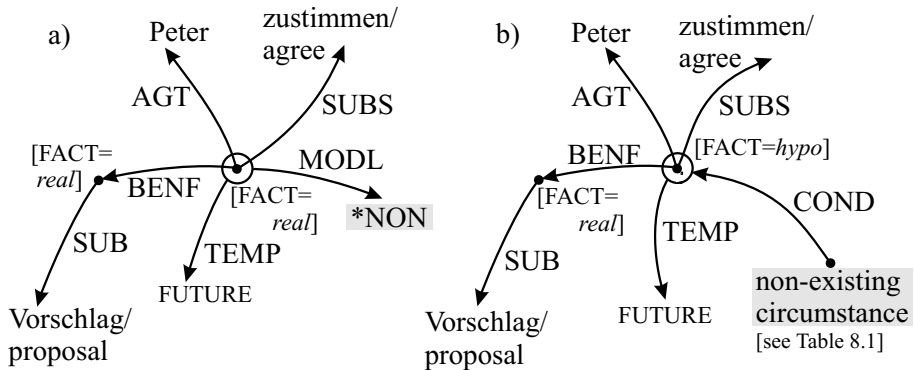 a)
Peter
zustimmen/
agree
AGT
SUBS
[FACT=
real]
BENF
MODL
[FACT=
real]
*NON
SUB
TEMP
FUTURE
Vorschlag/
proposal
b)
Peter
zustimmen/
agree
AGT
SUBS
BENF
[FACT=hypo]
[FACT=
real]
COND
SUB
TEMP
FUTURE
Vorschlag/
proposal
non-existing
circumstance
[see Table 8.1]